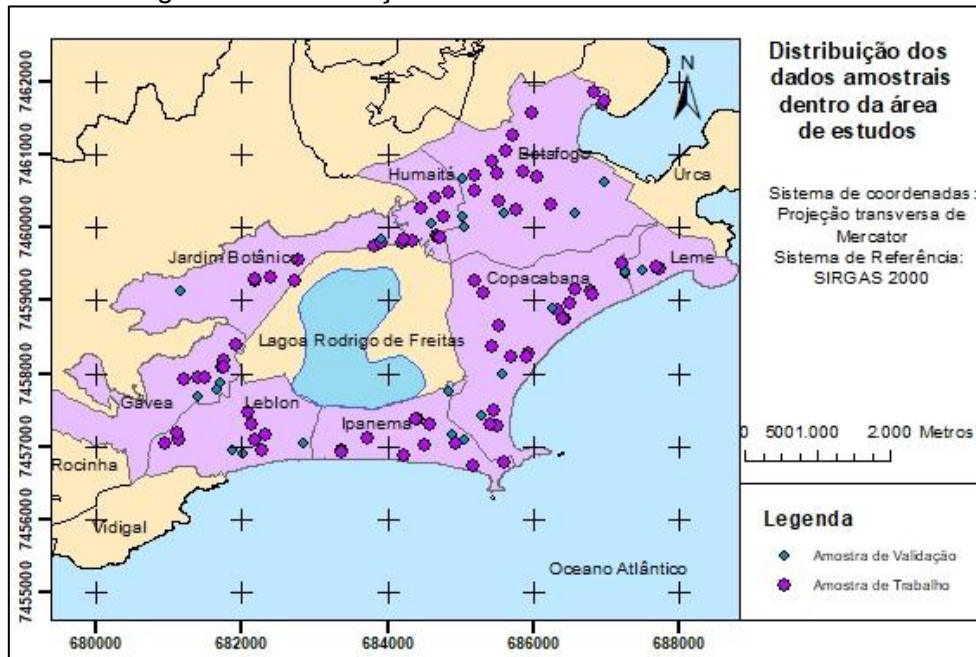 Distribuição dos
dados amostrais
dentro da área
de estudos
Sistema de coordenadas:
Projeção transversa de
Mercator
Sistema de Referência:
SIRGAS 2000
N
7462000
7461000
7460000
7459000
7458000
7457000
7456000
7455000
Botafogo
Humaitá
Urca
Jardim Botânico
Copacabana
Leme
Lagoa Rodrigo de Freitas
Gávea
Leblon
Ipanema
Rocinha
Vidigal
Oceano Atlântico
0 5001.000 2.000 Metros
Legenda
Amostra de Validação
Amostra de Trabalho
680000 682000 684000 686000 688000